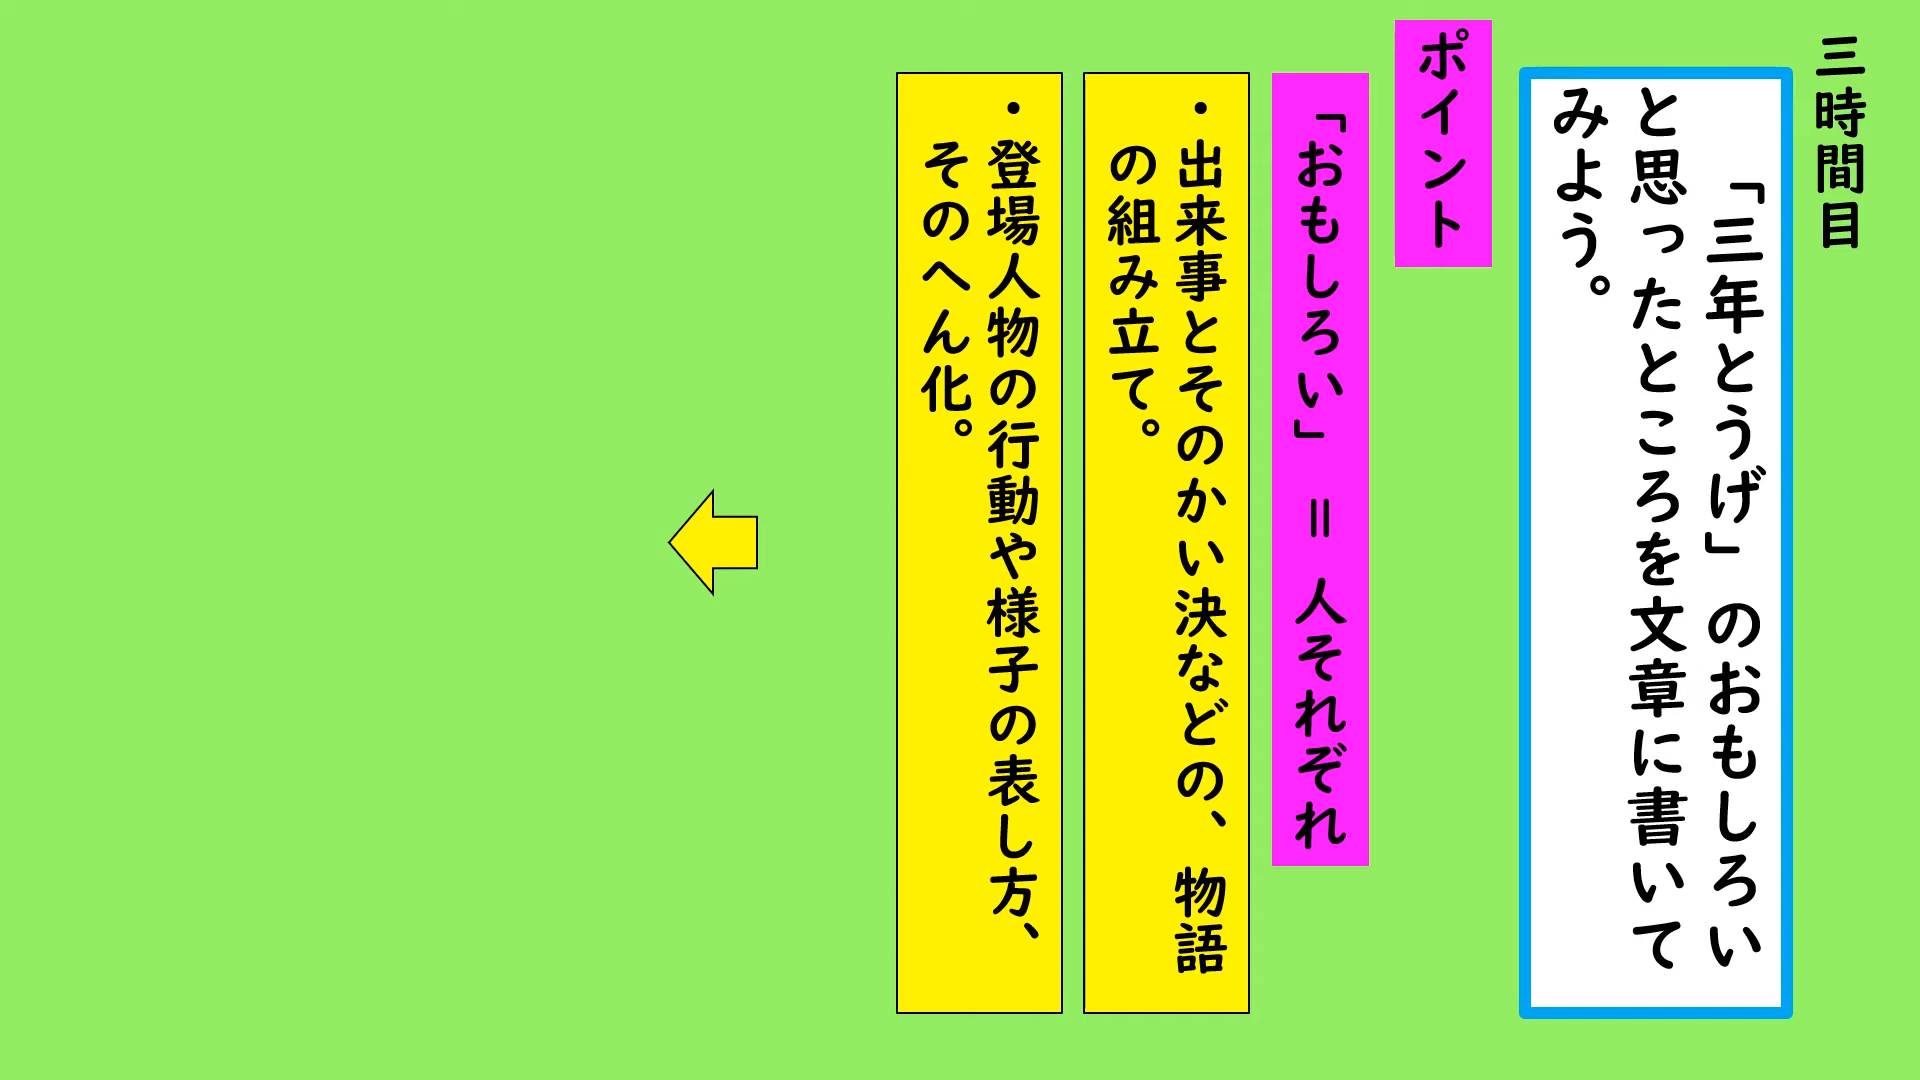 三時間目
「三年とうげ」のおもしろい
と思ったところを文章に書いて
みよう。
ポイント
「おもしろい」 = 人それぞれ
・出来事とそのかい決などの、物語
の組み立て。
・登場人物の行動や様子の表し方、
そのへん化。